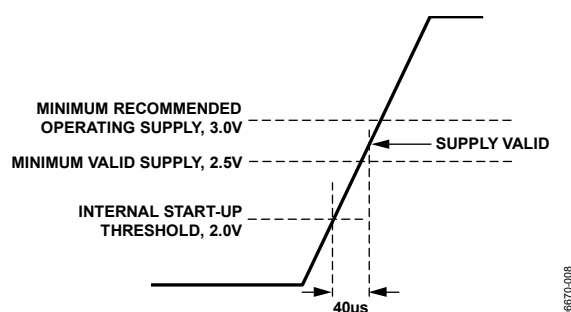 MINIMUM RECOMMENDED
OPERATING SUPPLY, 3.0V
SUPPLY VALID
MINIMUM VALID SUPPLY, 2.5V
INTERNAL START-UP
THRESHOLD, 2.0V
40us
6670-008